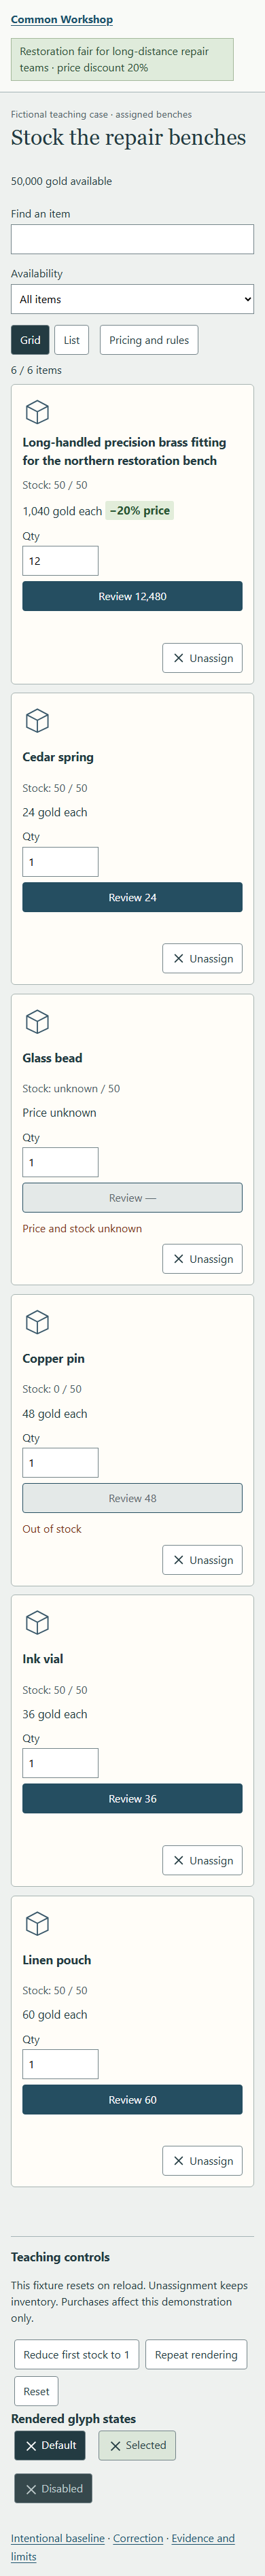 Common Workshop
Restoration fair for long-distance repair
teams · price discount 20%
Fictional teaching case · assigned benches
Stock the repair benches
50,000 gold available
Find an item
Availability
All items
Grid List Pricing and rules
6 / 6 items
Long-handled precision brass fitting
for the northern restoration bench
Stock: 50 / 50
1,040 gold each −20% price
Qty
12
Review 12,480
Unassign
Cedar spring
Stock: 50 / 50
24 gold each
Qty
1
Review 24
Unassign
Glass bead
Stock: unknown / 50
Price unknown
Qty
1
Review —
Price and stock unknown
Unassign
Copper pin
Stock: 0 / 50
48 gold each
Qty
1
Review 48
Out of stock
Unassign
Ink vial
Stock: 50 / 50
36 gold each
Qty
1
Review 36
Unassign
Linen pouch
Stock: 50 / 50
60 gold each
Qty
1
Review 60
Unassign
Teaching controls
This fixture resets on reload. Unassignment keeps
inventory. Purchases affect this demonstration
only.
Reduce first stock to 1 Repeat rendering
Reset
Rendered glyph states
Default Selected
Disabled
Intentional baseline · Correction · Evidence and
limits